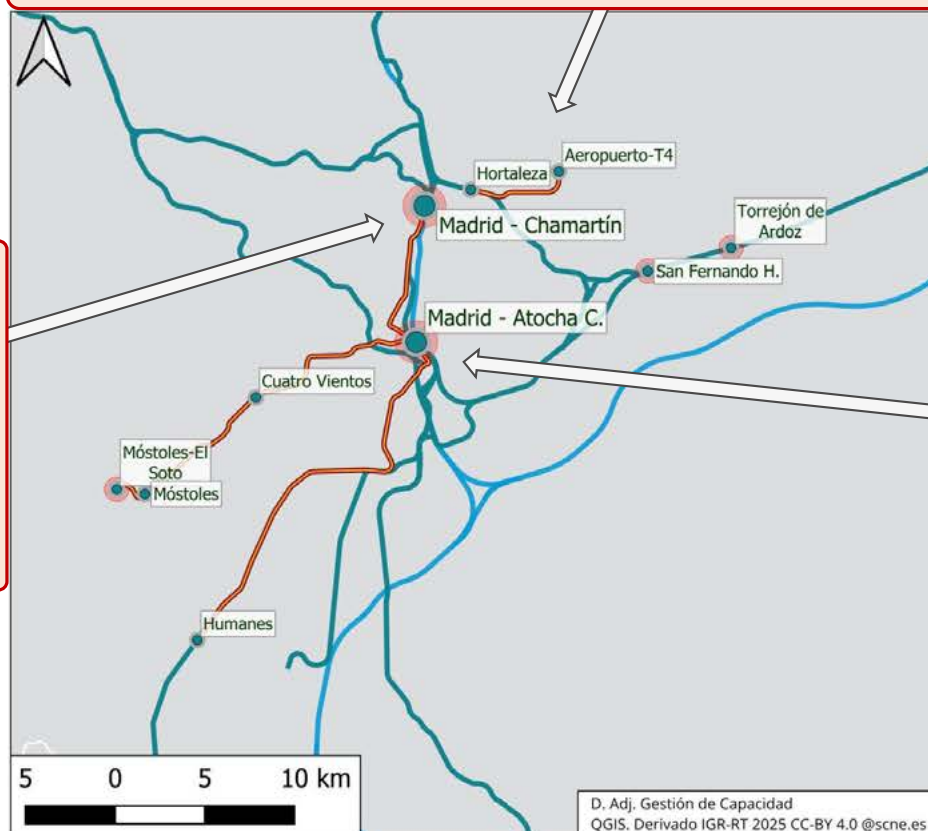 Aeropuerto-T4
Hortaleza
Torrejón de
Ardoz
Madrid - Chamartín
San Fernando H.
Madrid - Atocha C.
Cuatro Vientos
Móstoles-El
Soto
Móstoles
Humanes
5 0 5 10 km
D. Adj. Gestión de Capacidad
QGIS. Derivado IGR-RT 2025 CC-BY 4.0 @scne.es